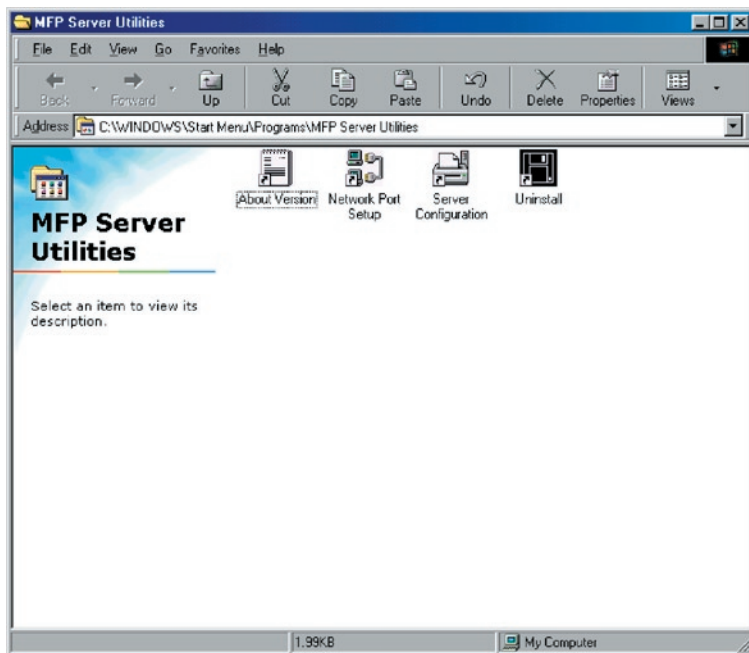 MFP Server Utilities
File Edit View Go Favorites Help
Back Forward Up Cut Copy Paste Undo Delete Properties Views
Address C:\WINDOWS\Start Menu\Programs\MFP Server Utilities
MFP Server
Utilities
Select an item to view its
description.
About Version
Network Port
Setup
Server
Configuration
Uninstall
1.99KB
My Computer